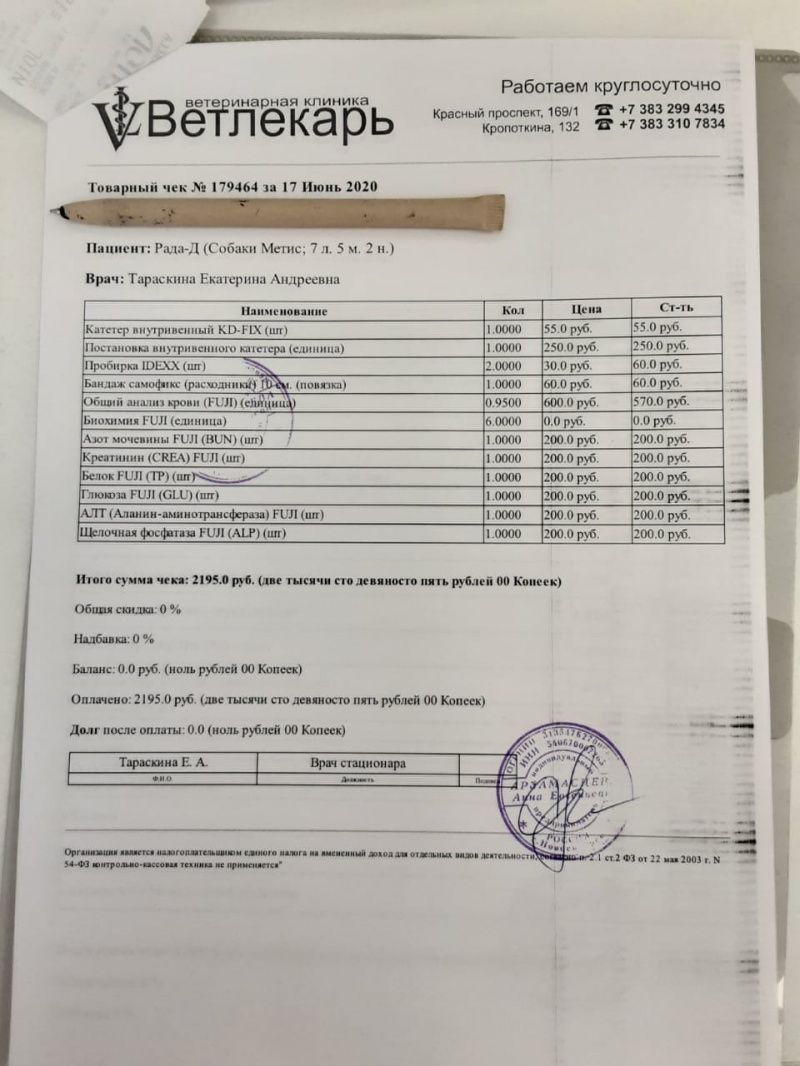 Работаем круглосуточно
ветеринарная клиника
Ветлекарь
Красный проспект, 169/1 ☎ +7 383 299 4345
Кропоткина, 132 ☎ +7 383 310 7834
Товарный чек № 179464 за 17 Июнь 2020
Пациент: Рада-Д (Собаки Метис; 7 л. 5 м. 2 н.)
Врач: Тараскина Екатерина Андреевна
Наименование Кол Цена Ст-ть
Катетер внутривенный KD-FIX (шт) 1.0000 55.0 руб. 55.0 руб.
Постановка внутривенного катетера (единица) 1.0000 250.0 руб. 250.0 руб.
Пробирка IDEXX (шт) 2.0000 30.0 руб. 60.0 руб.
Бандаж самофикс (расходники) 10 см. (повязка) 1.0000 60.0 руб. 60.0 руб.
Общий анализ крови (FUJI) (единица) 0.9500 600.0 руб. 570.0 руб.
Биохимия FUJI (единица) 6.0000 0.0 руб. 0.0 руб.
Азот мочевины FUJI (BUN) (шт) 1.0000 200.0 руб. 200.0 руб.
Креатинин (CREA) FUJI (шт) 1.0000 200.0 руб. 200.0 руб.
Белок FUJI (TP) (шт) 1.0000 200.0 руб. 200.0 руб.
Глюкоза FUJI (GLU) (шт) 1.0000 200.0 руб. 200.0 руб.
АЛТ (Аланин-аминотрансфераза) FUJI (шт) 1.0000 200.0 руб. 200.0 руб.
Щелочная фосфатаза FUJI (ALP) (шт) 1.0000 200.0 руб. 200.0 руб.
Итого сумма чека: 2195.0 руб. (две тысячи сто девяносто пять рублей 00 Копеек)
Общая скидка: 0 %
Надбавка: 0 %
Баланс: 0.0 руб. (ноль рублей 00 Копеек)
Оплачено: 2195.0 руб. (две тысячи сто девяносто пять рублей 00 Копеек)
Долг после оплаты: 0.0 (ноль рублей 00 Копеек)
Тараскина Е. А. Врач стационара
Ф.И.О Должность
Анна
Организация является налогоплательщиком единого налога на вмененный доход для отдельных видов деятельности, согласно п. 2.1 ст.2 ФЗ от 22 мая 2003 г. N
54-ФЗ контрольно-кассовая техника не применяется"